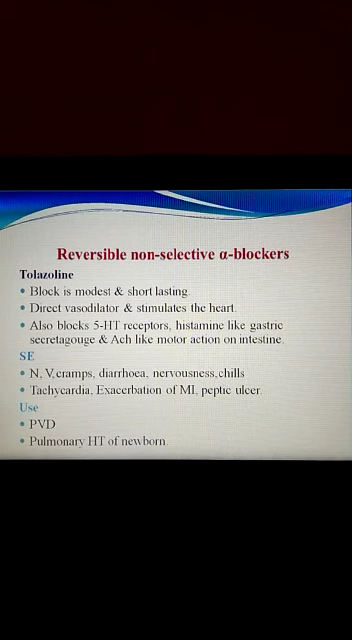 Reversible non-selective α-blockers
Tolazoline
• Block is modest & short lasting.
• Direct vasodilator & stimulates the heart.
• Also blocks 5-HT receptors, histamine like gastric
secretagouge & Ach like motor action on intestine.
SE
• N, V,cramps, diarrhoea, nervousness,chills
• Tachycardia, Exacerbation of MI, peptic ulcer.
Use
• PVD
• Pulmonary HT of newborn